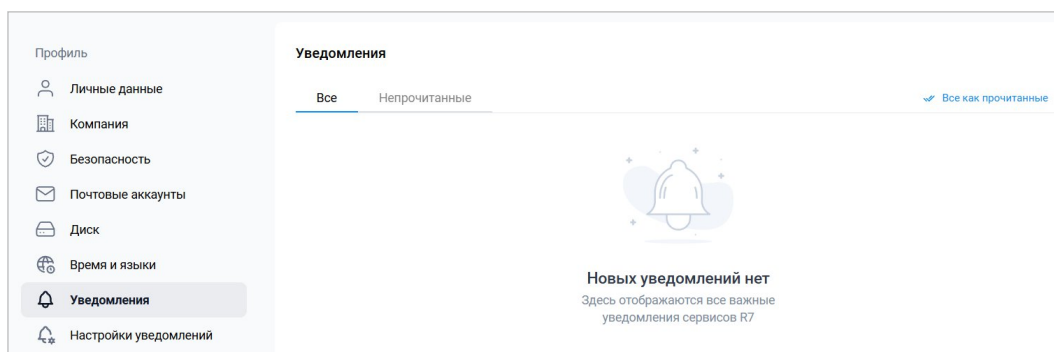 Профиль
Личные данные
Компания
Безопасность
Почтовые аккаунты
Диск
Время и языки
Уведомления
Настройки уведомлений
Уведомления
Все
Непрочитанные
Все как прочитанные
Новых уведомлений нет
Здесь отображаются все важные
уведомления сервисов R7